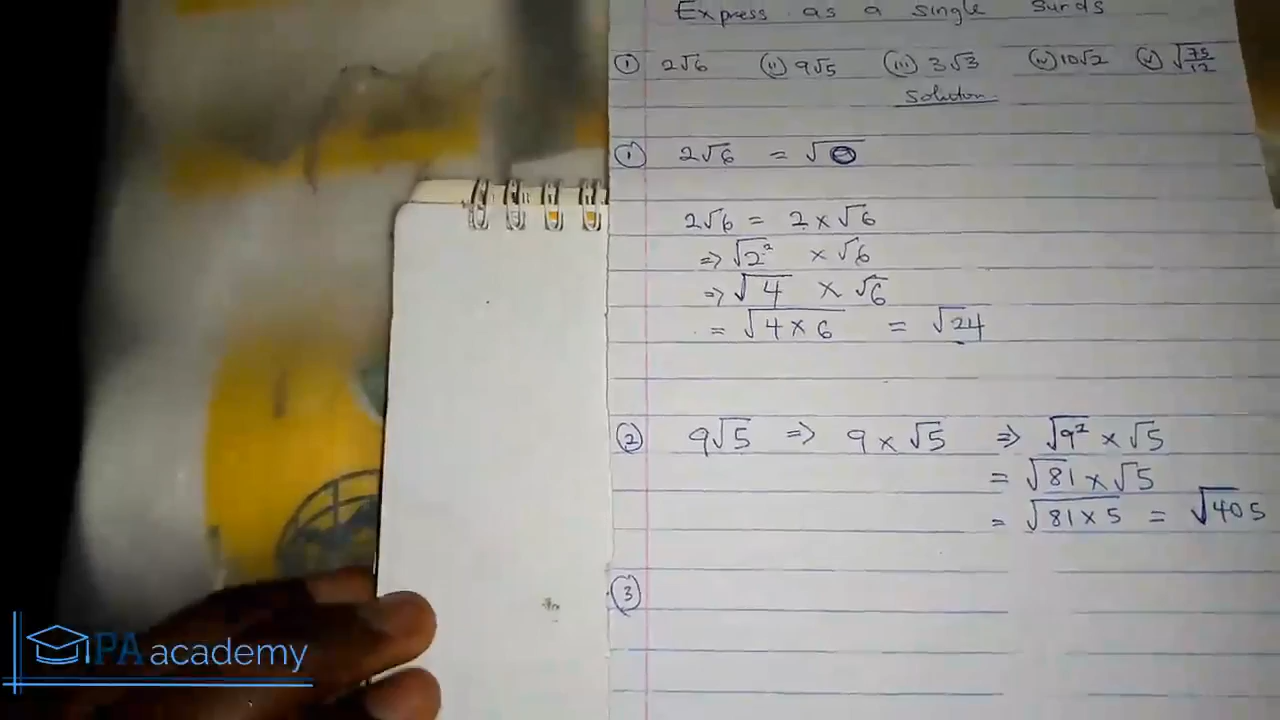 Express as a single surds
(i) 2√6 (ii) 9√5 (iii) 3√3 (iv) 10√2 (v) √75/12
Solution
(i) 2√6 = √
2√6 = 2 × √6
⇒ √2² × √6
⇒ √4 × √6
= √4×6 = √24
(2) 9√5 ⇒ 9 × √5 ⇒ √9² × √5
= √81 × √5
= √81×5 = √405
(3)
PA academy